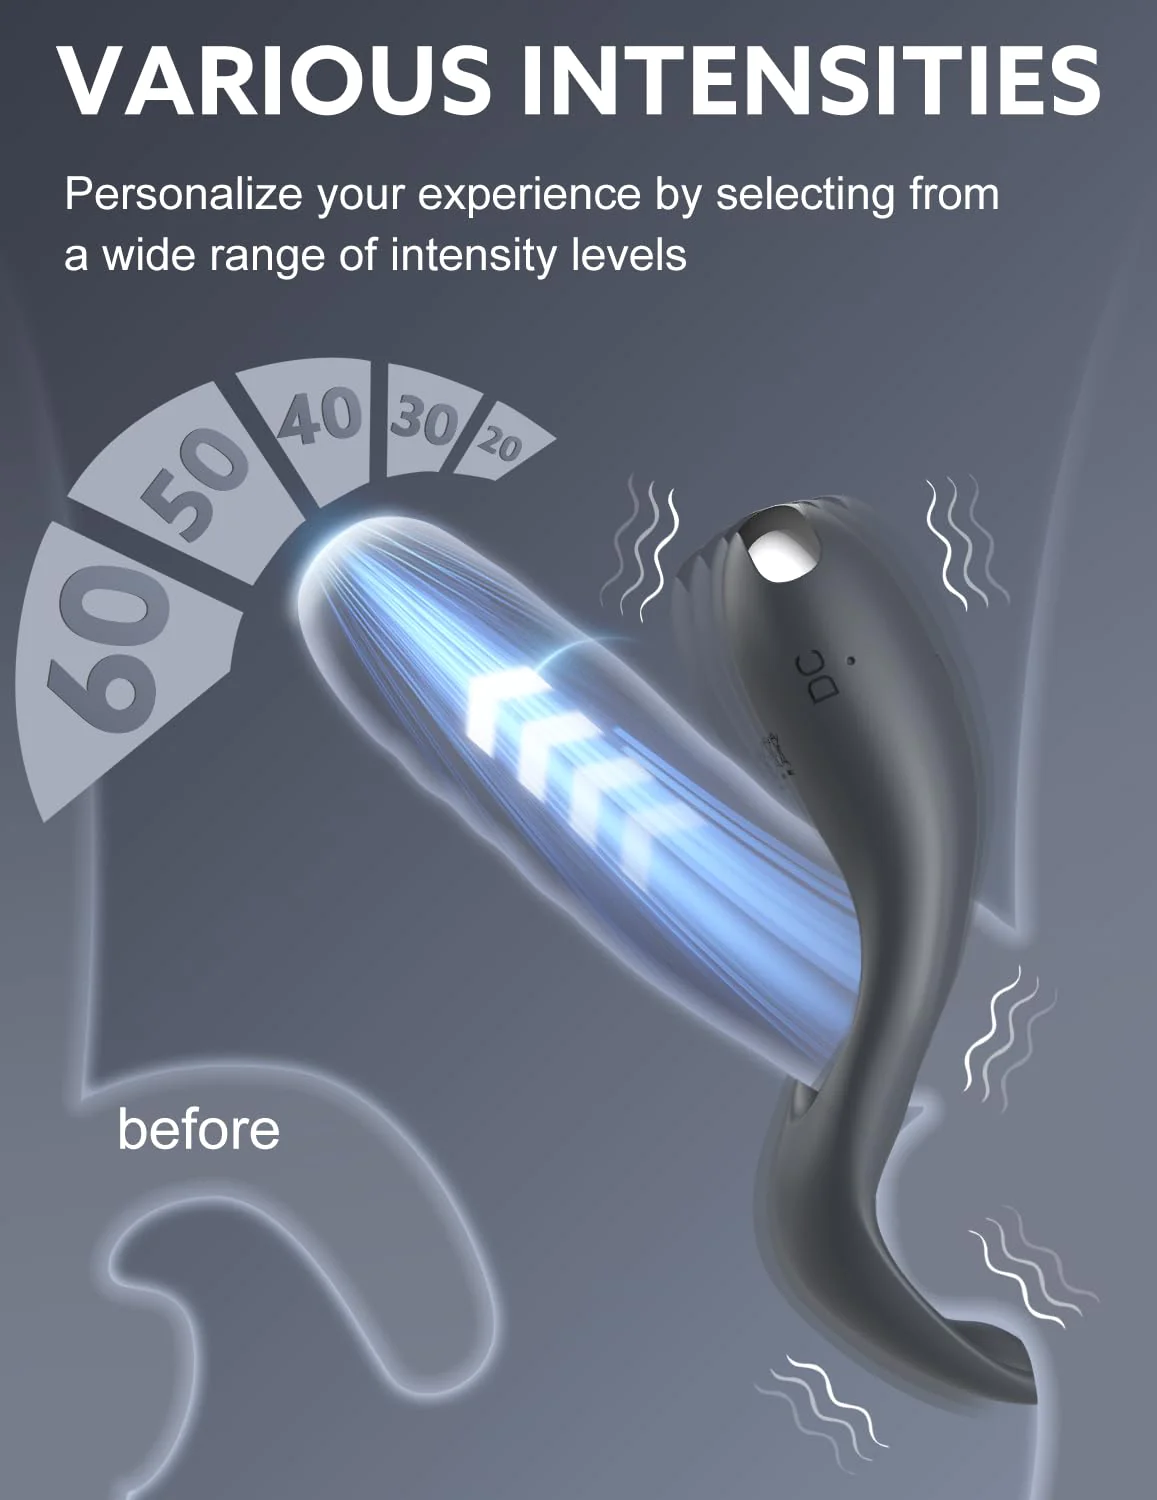 VARIOUS INTENSITIES
Personalize your experience by selecting from
a wide range of intensity levels
60
50
40
30
20
DC
before